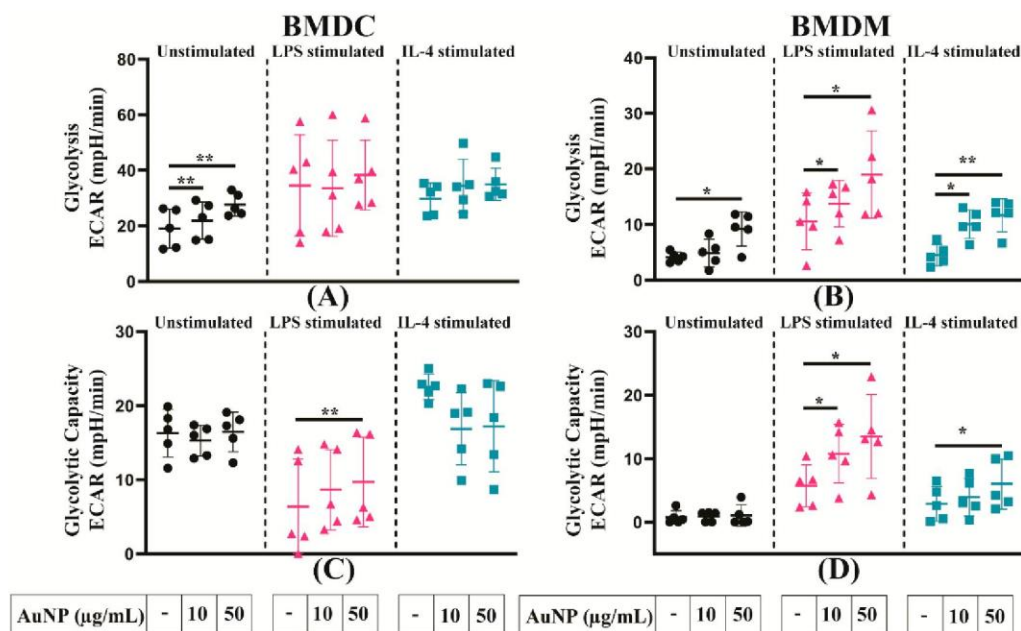 BMDC
BMDM
Unstimulated LPS stimulated IL-4 stimulated
Glycolysis
ECAR (mpH/min)
80
60
40
20
0
** **
(A)
Unstimulated LPS stimulated IL-4 stimulated
Glycolysis
ECAR (mpH/min)
40
30
20
10
0
* * * * **
(B)
Unstimulated LPS stimulated IL-4 stimulated
Glycolytic Capacity
ECAR (mpH/min)
30
20
10
0
**
(C)
Unstimulated LPS stimulated IL-4 stimulated
Glycolytic Capacity
ECAR (mpH/min)
30
20
10
0
* * *
(D)
AuNP (μg/mL) - 10 50 - 10 50 - 10 50
AuNP (μg/mL) - 10 50 - 10 50 - 10 50